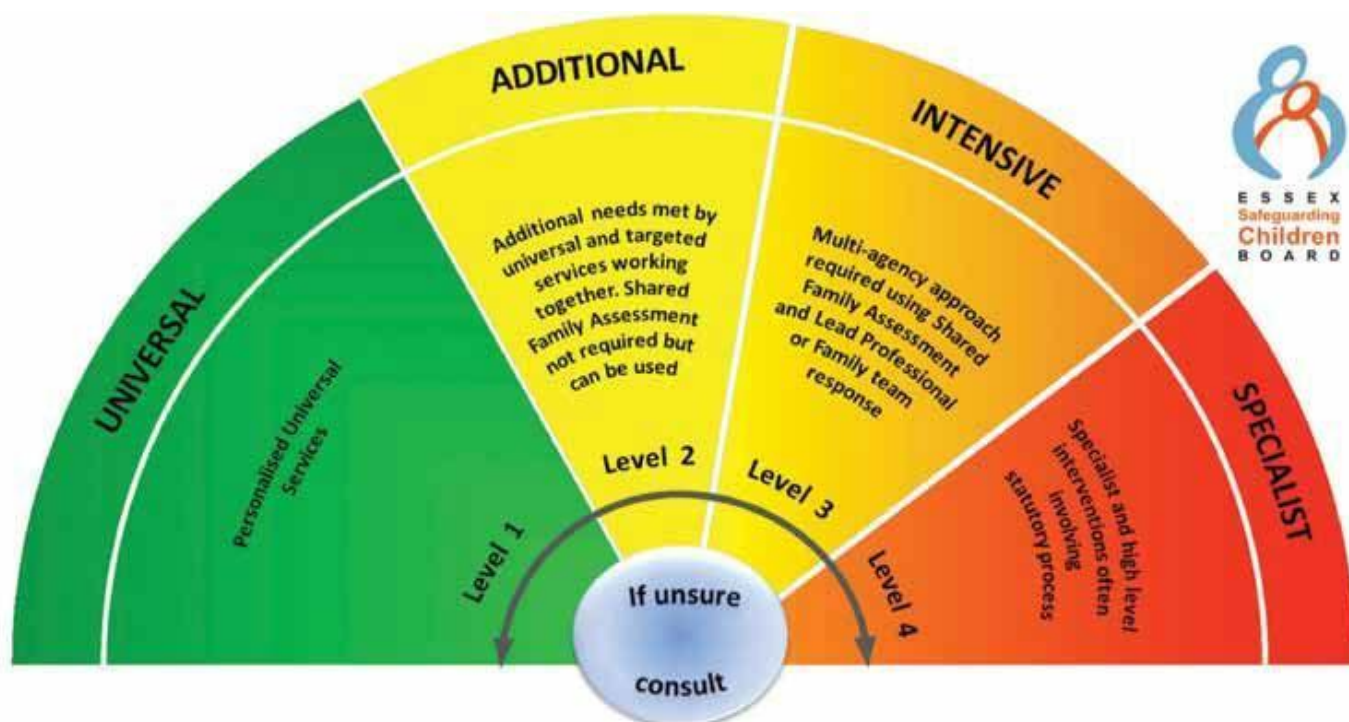 UNIVERSAL
Personalised Universal
Services
Level 1
ADDITIONAL
Additional needs met by
universal and targeted
services working
together. Shared
Family Assessment
not required but
can be used
Level 2
INTENSIVE
Multi-agency approach
required using Shared
Family Assessment
and Lead Professional
or Family team
response
Level 3
SPECIALIST
Specialist and high level
interventions often
involving
statutory process
Level 4
If unsure
consult
ESSEX
Safeguarding
Children
BOARD